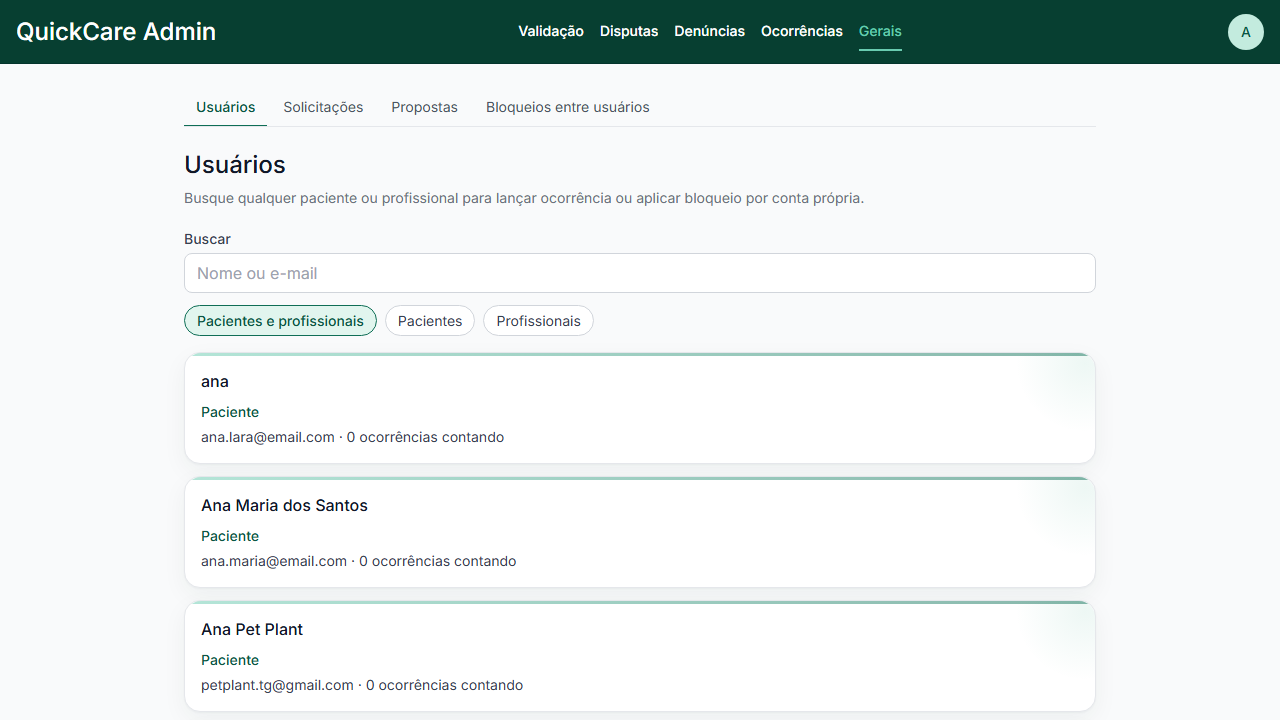 QuickCare Admin
Validação Disputas Denúncias Ocorrências Gerais
A
Usuários Solicitações Propostas Bloqueios entre usuários
Usuários
Busque qualquer paciente ou profissional para lançar ocorrência ou aplicar bloqueio por conta própria.
Buscar
Nome ou e-mail
Pacientes e profissionais Pacientes Profissionais
ana
Paciente
ana.lara@email.com · 0 ocorrências contando
Ana Maria dos Santos
Paciente
ana.maria@email.com · 0 ocorrências contando
Ana Pet Plant
Paciente
petplant.tg@gmail.com · 0 ocorrências contando